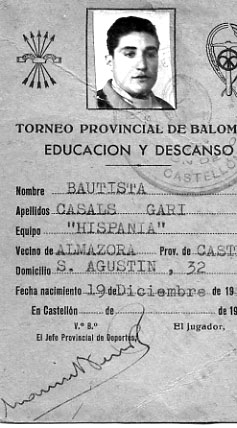 TORNEO PROVINCIAL DE BALOM
EDUCACION Y DESCANSO
CASTELLO
Nombre BAUTISTA
Apellidos CASALS GARI
Equipo "HISPANIA"
Vecino de ALMAZORA Prov. de CAST
Domicilio S. AGUSTIN , 32
Fecha nacimiento 19 de Diciembre de 19
En Castellón de de 19
V.º B.º El jugador,
El Jefe Provincial de Deportes,